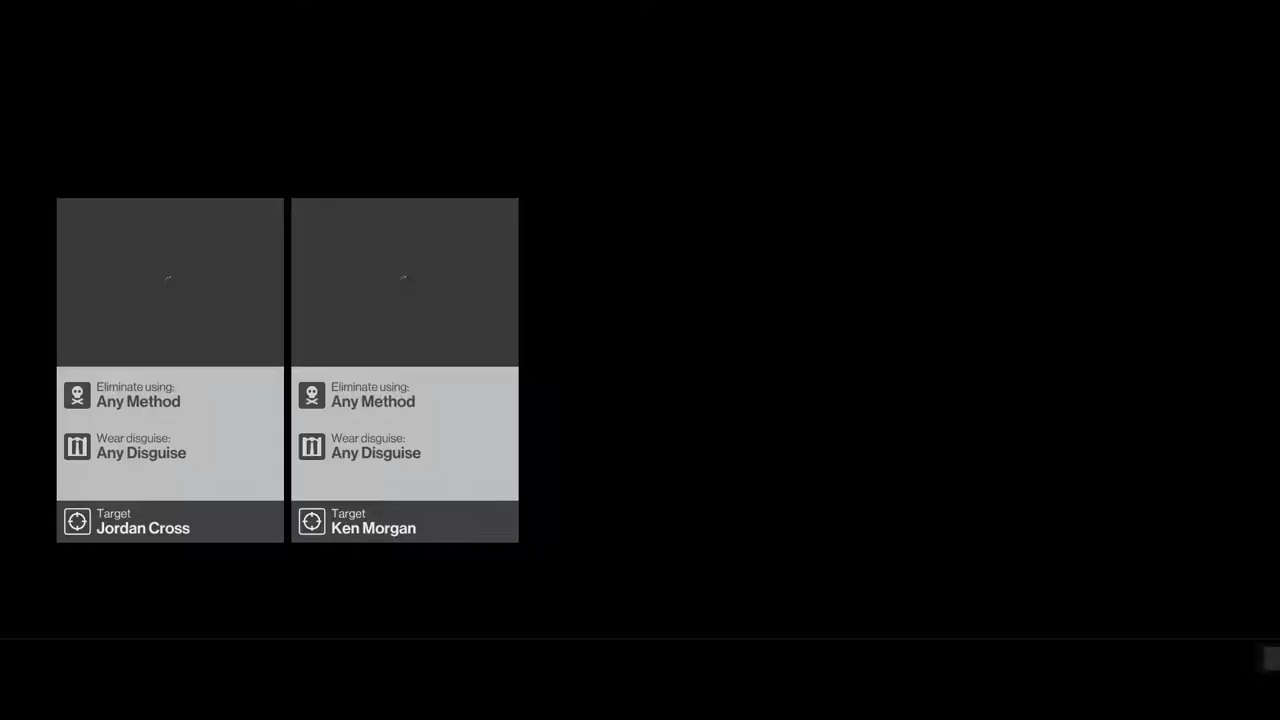 Eliminate using:
Any Method
Wear disguise:
Any Disguise
Target
Jordan Cross
Eliminate using:
Any Method
Wear disguise:
Any Disguise
Target
Ken Morgan